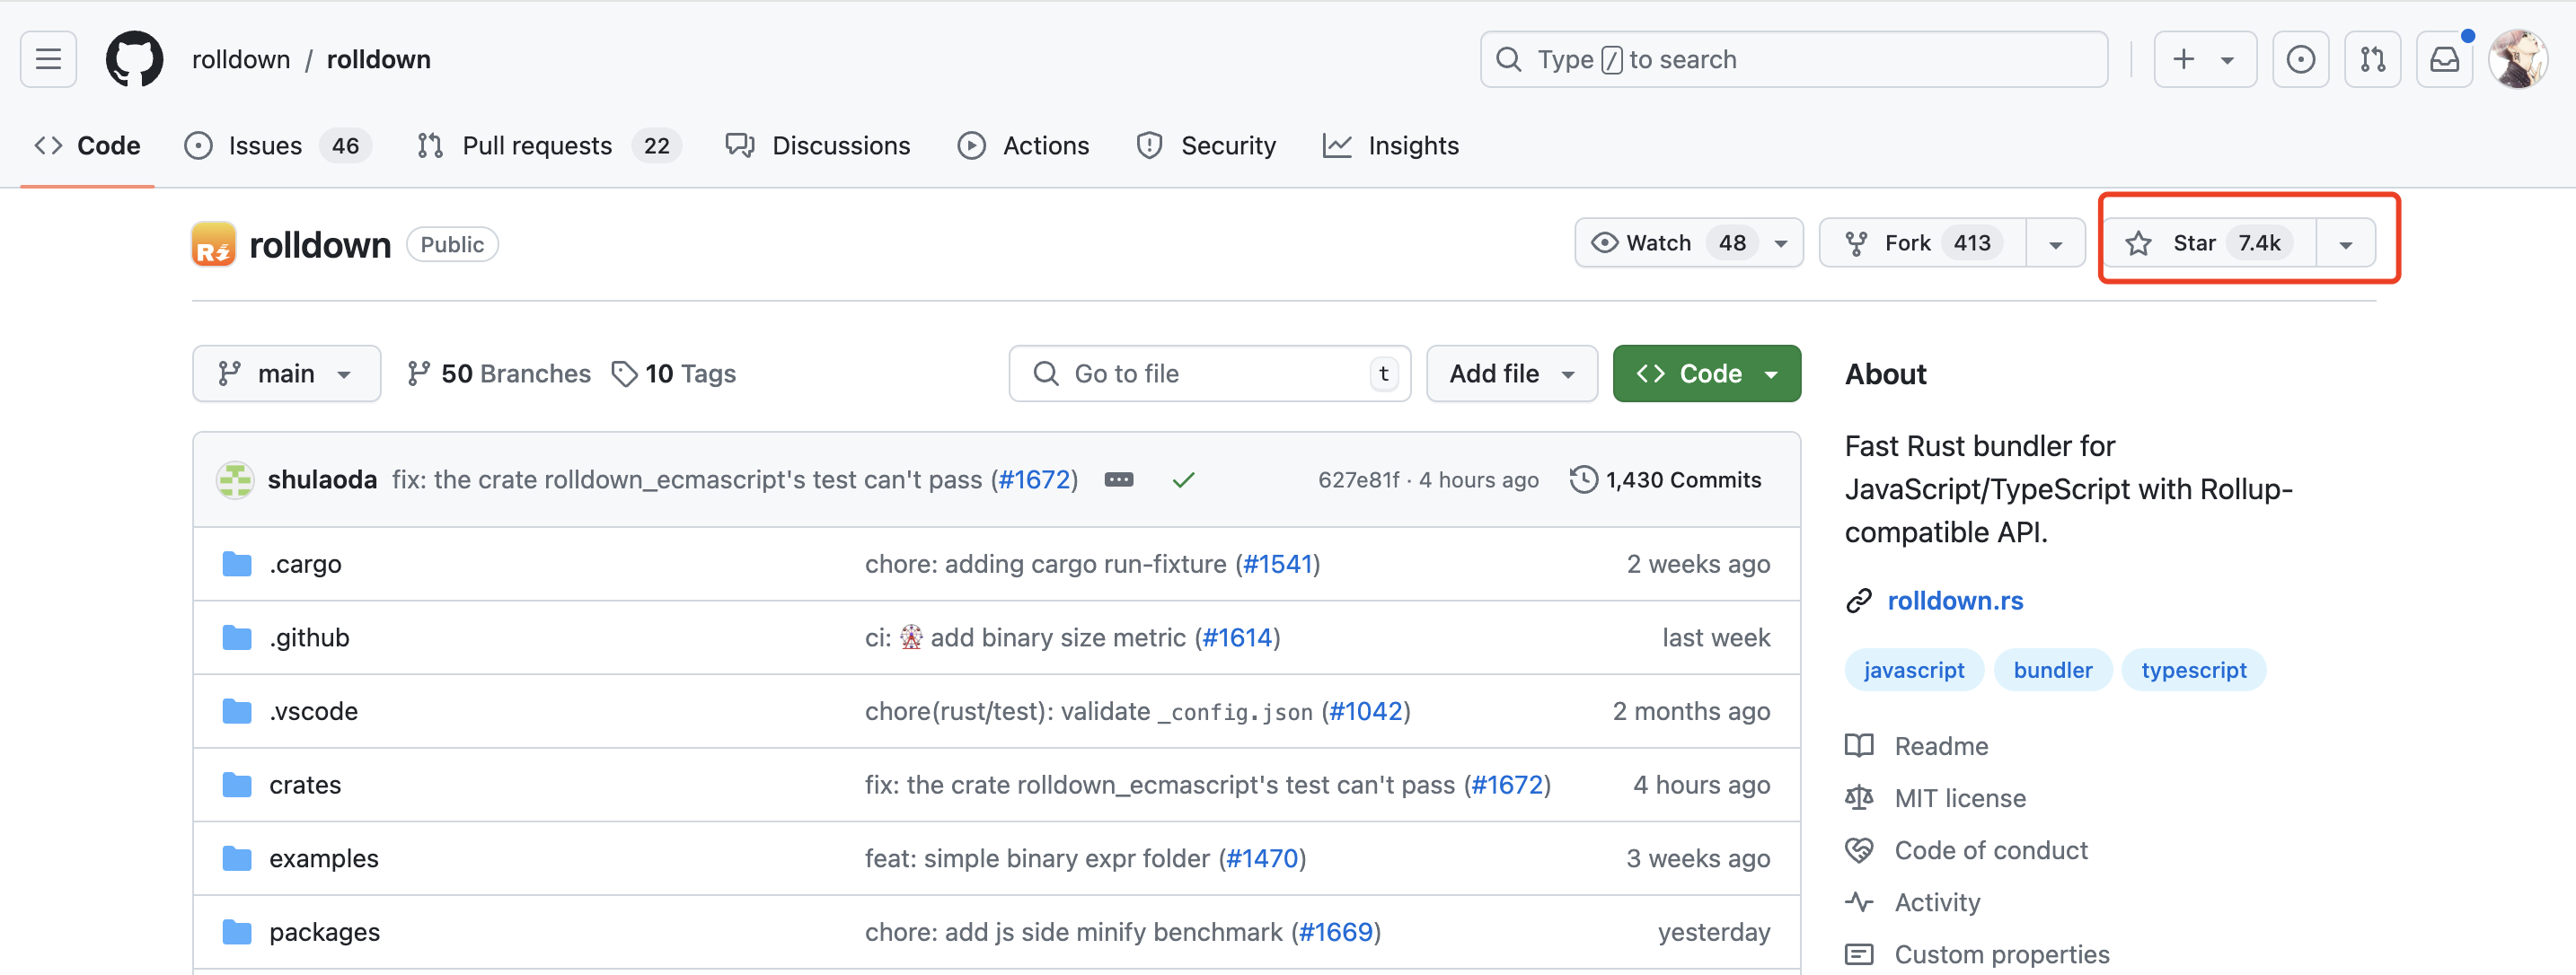 rolldown / rolldown
Type / to search
Code
Issues 46
Pull requests 22
Discussions
Actions
Security
Insights
rolldown Public
Watch 48
Fork 413
Star 7.4k
main
50 Branches
10 Tags
Go to file t
Add file
Code
shulaoda fix: the crate rolldown_ecmascript's test can't pass (#1672)
627e81f · 4 hours ago
1,430 Commits
.cargo chore: adding cargo run-fixture (#1541) 2 weeks ago
.github ci: 🎡 add binary size metric (#1614) last week
.vscode chore(rust/test): validate _config.json (#1042) 2 months ago
crates fix: the crate rolldown_ecmascript's test can't pass (#1672) 4 hours ago
examples feat: simple binary expr folder (#1470) 3 weeks ago
packages chore: add js side minify benchmark (#1669) yesterday
About
Fast Rust bundler for
JavaScript/TypeScript with Rollup-
compatible API.
rolldown.rs
javascript bundler typescript
Readme
MIT license
Code of conduct
Activity
Custom properties